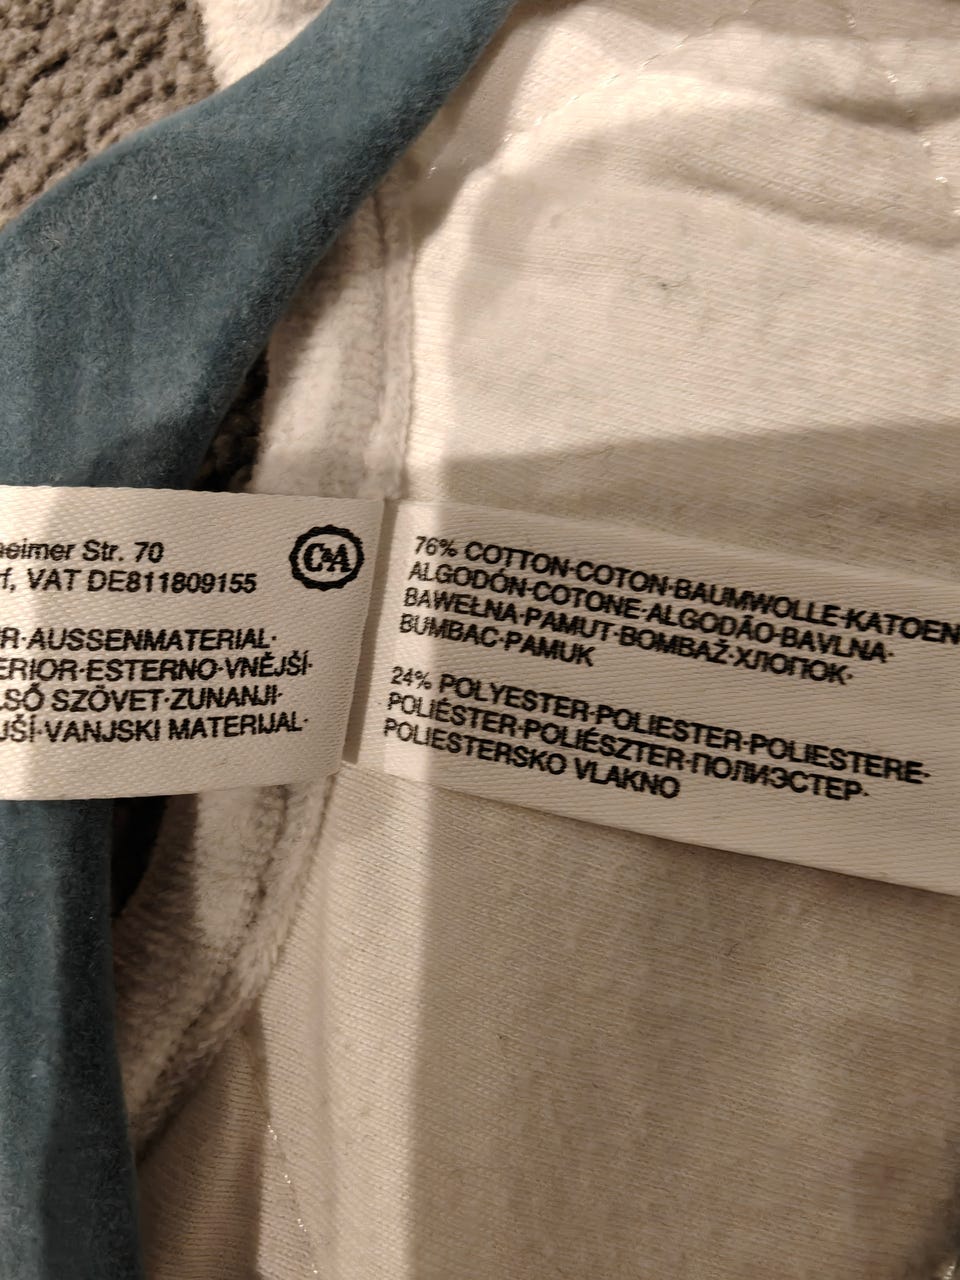 heimer Str. 70
f, VAT DE811809155
C&A
R·AUSSENMATERIAL·
ERIOR·ESTERNO·VNĚJŠÍ·
LSŐ SZÖVET·ZUNANJI·
JŠÍ·VANJSKI MATERIJAL·
76% COTTON·COTON·BAUMWOLLE·KATOEN
ALGODÓN·COTONE·ALGODÃO·BAVLNA·
BAWEŁNA·PAMUT·BOMBAŽ·ХЛОПОК·
BUMBAC·PAMUK
24% POLYESTER·POLIESTER·POLIESTERE·
POLIÉSTER·POLIÉSZTER·ПОЛИЭСТЕР·
POLIESTERSKO VLAKNO